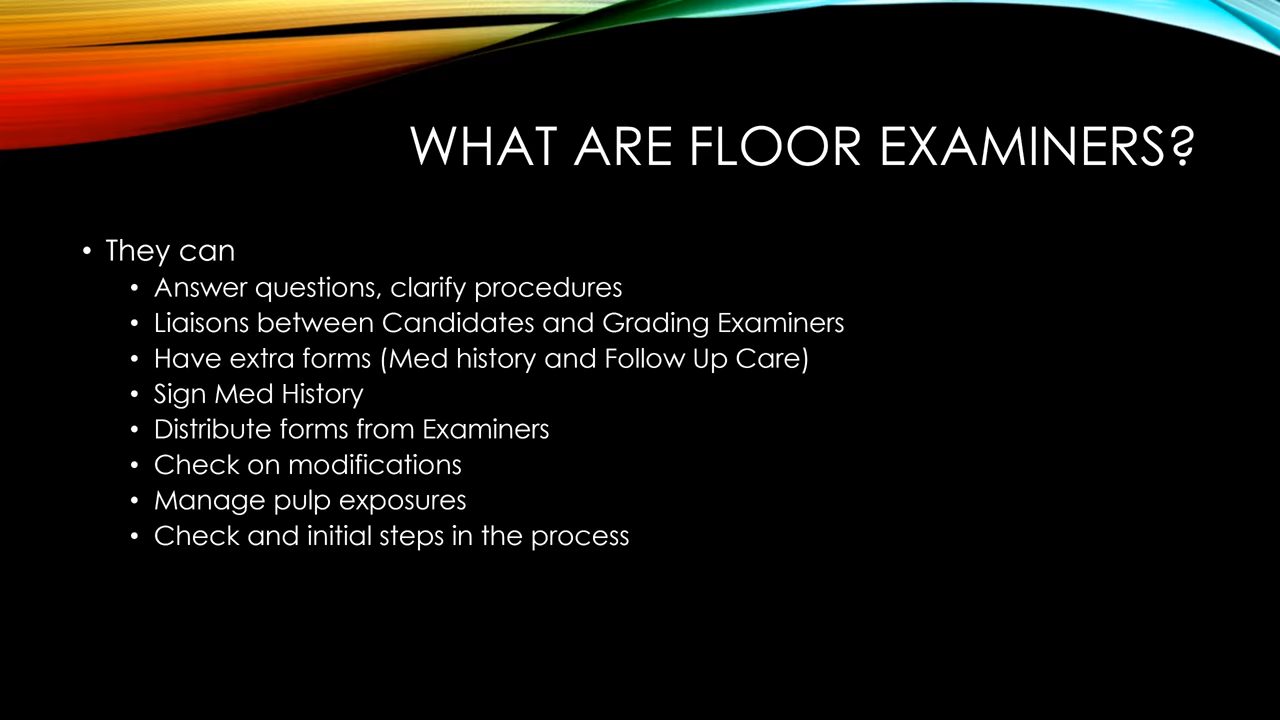 WHAT ARE FLOOR EXAMINERS?
• They can
• Answer questions, clarify procedures
• Liaisons between Candidates and Grading Examiners
• Have extra forms (Med history and Follow Up Care)
• Sign Med History
• Distribute forms from Examiners
• Check on modifications
• Manage pulp exposures
• Check and initial steps in the process